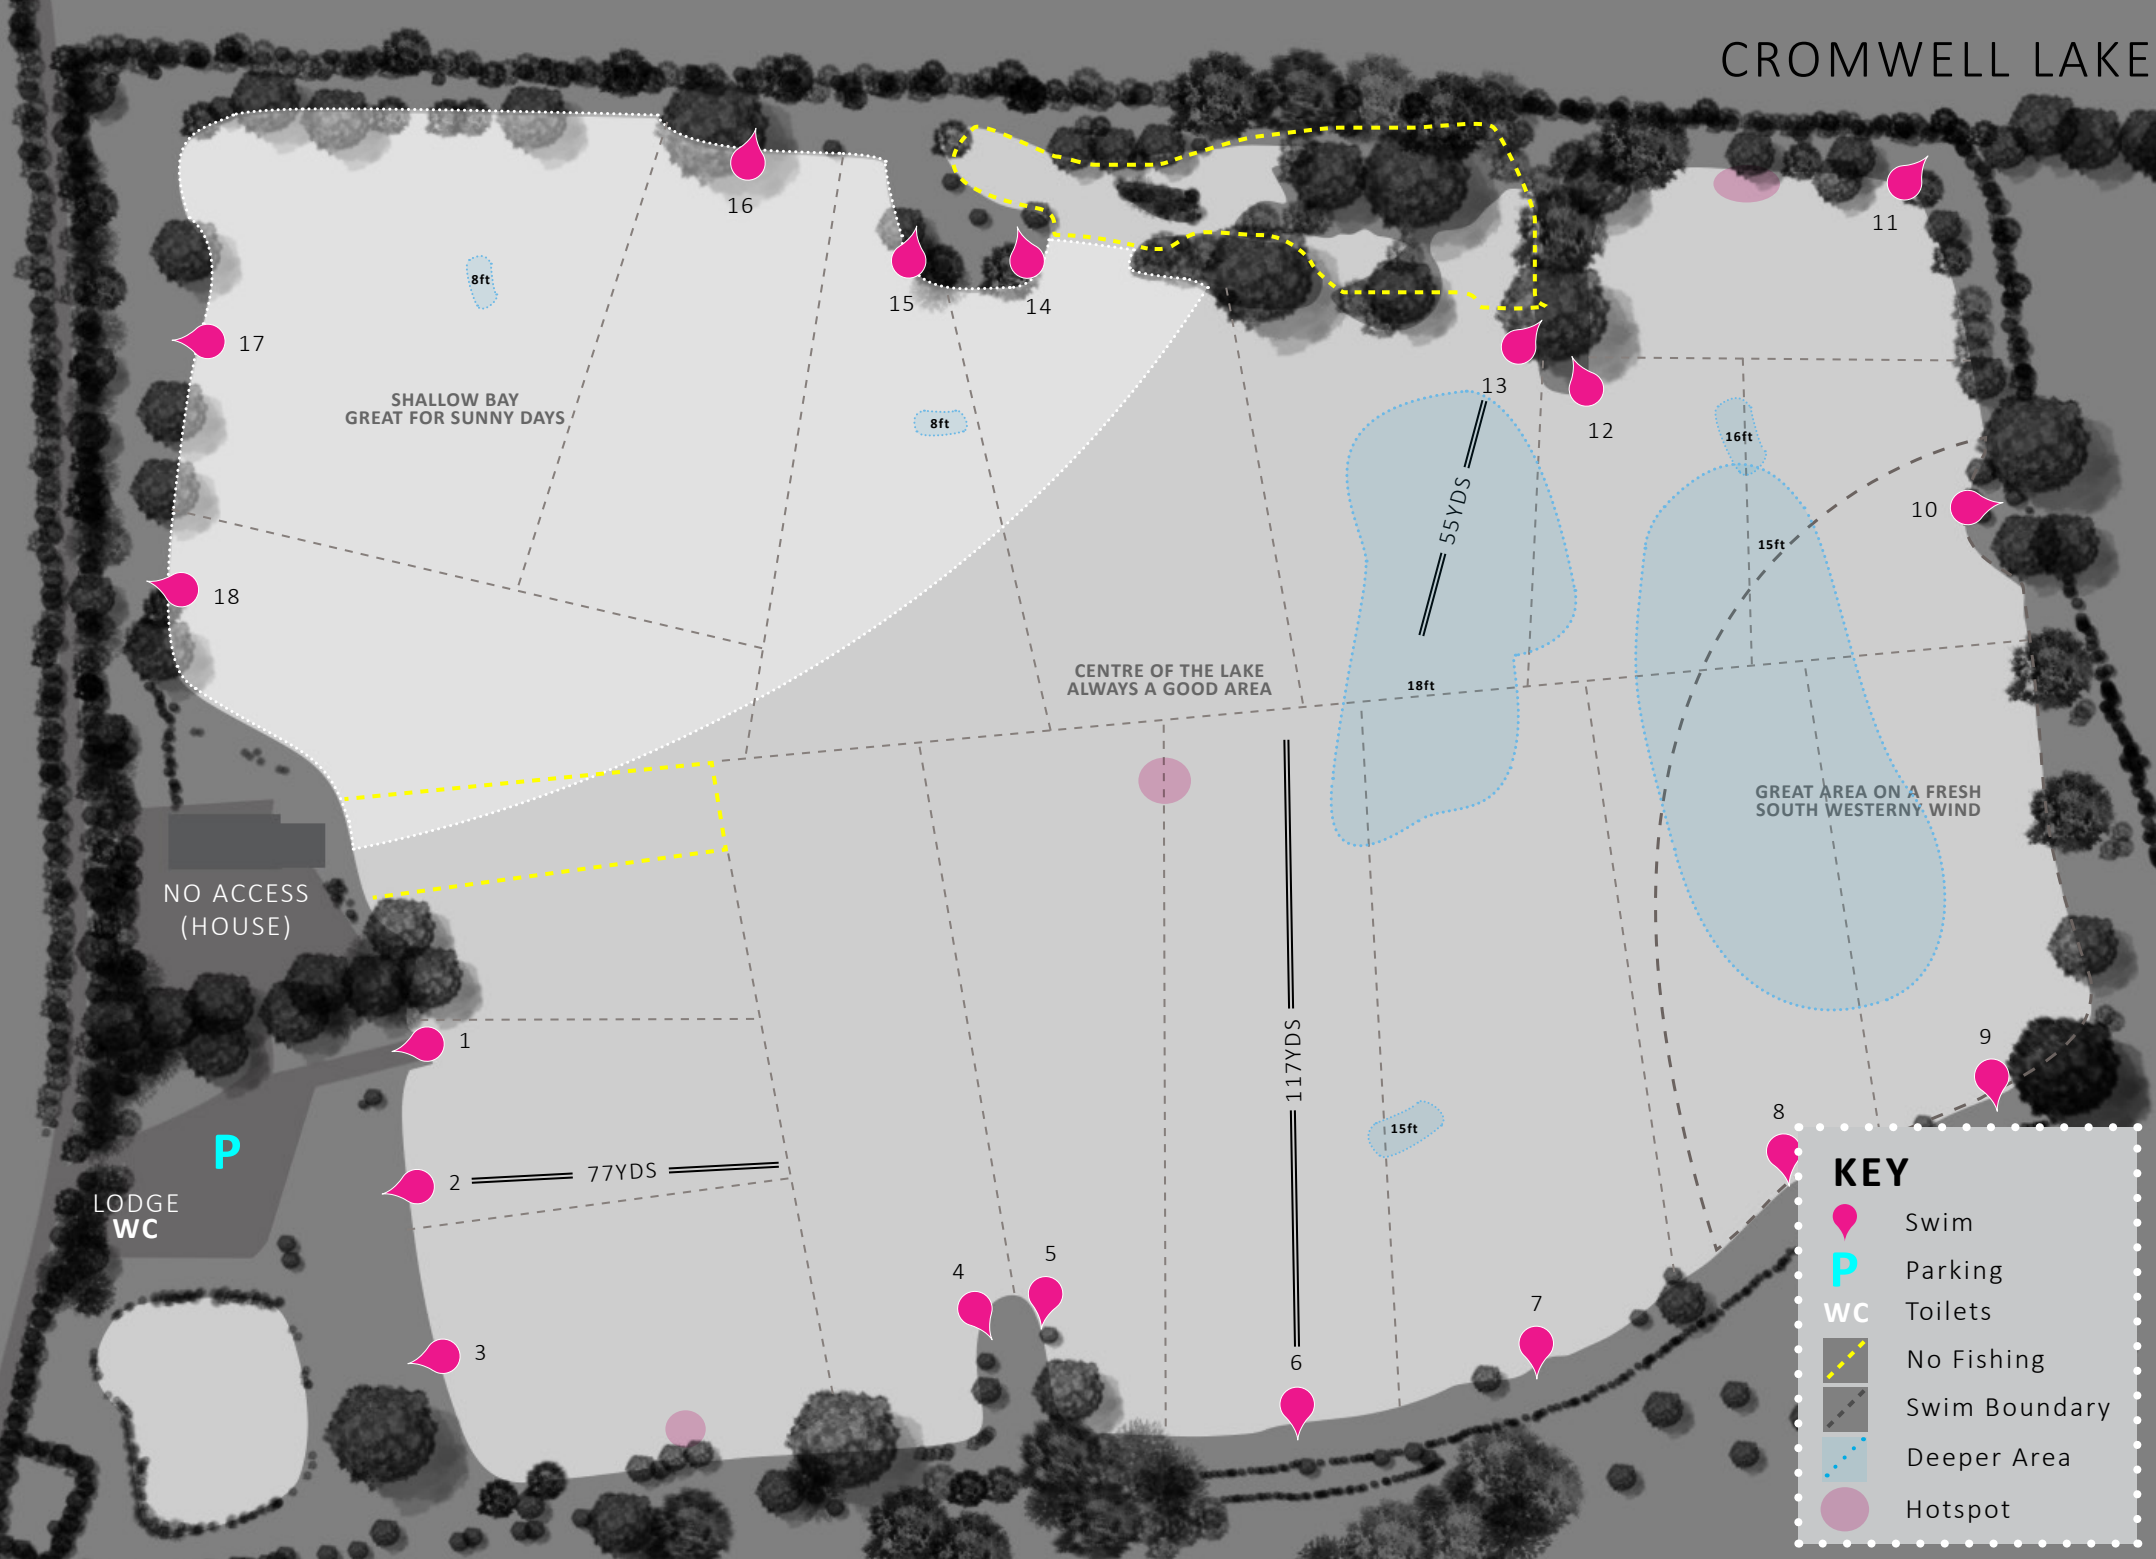 CROMWELL LAKE
16
11
15
14
8ft
17
13
SHALLOW BAY
GREAT FOR SUNNY DAYS
8ft
12
16ft
55YDS
10
15ft
18
CENTRE OF THE LAKE
ALWAYS A GOOD AREA
18ft
GREAT AREA ON A FRESH
SOUTH WESTERNY WIND
NO ACCESS
(HOUSE)
1
9
117YDS
8
15ft
P
2
77YDS
LODGE
WC
4
5
7
3
6
KEY
Swim
P Parking
WC Toilets
No Fishing
Swim Boundary
Deeper Area
Hotspot